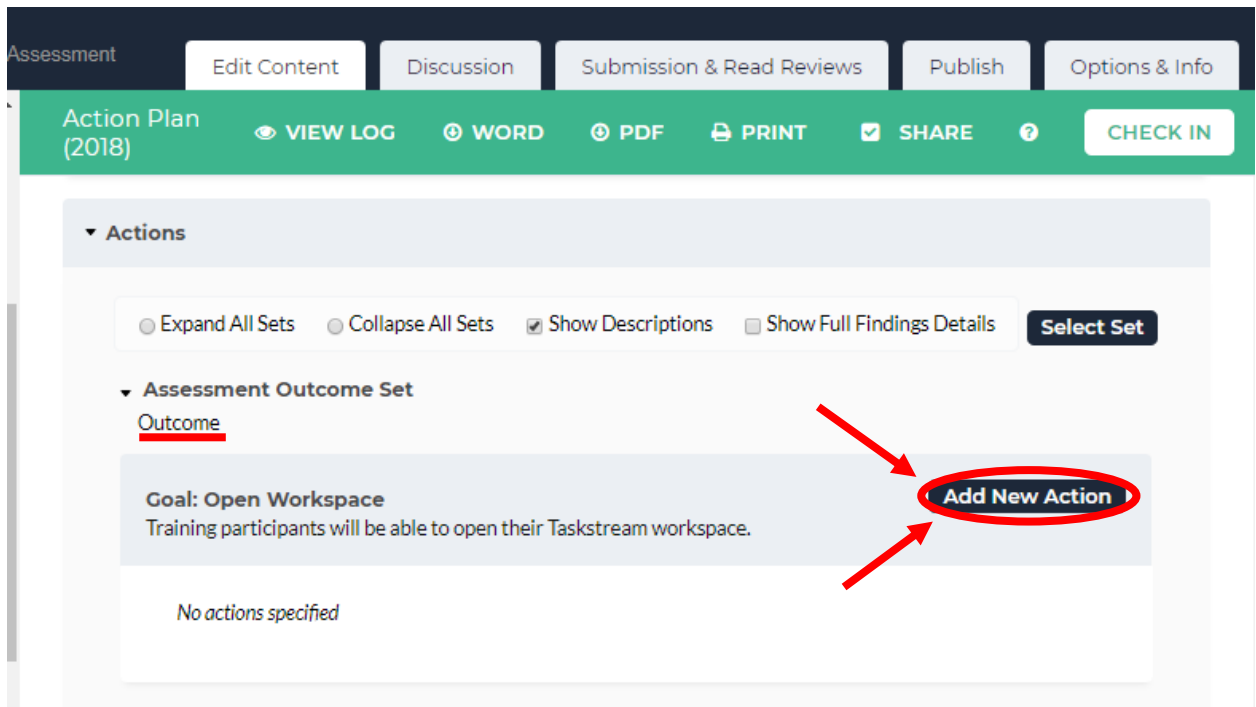 Assessment
Edit Content
Discussion
Submission & Read Reviews
Publish
Options & Info
Action Plan
(2018)
VIEW LOG
WORD
PDF
PRINT
SHARE
?
CHECK IN
Actions
Expand All Sets
Collapse All Sets
Show Descriptions
Show Full Findings Details
Select Set
Assessment Outcome Set
Outcome
Goal: Open Workspace
Add New Action
Training participants will be able to open their Taskstream workspace.
No actions specified